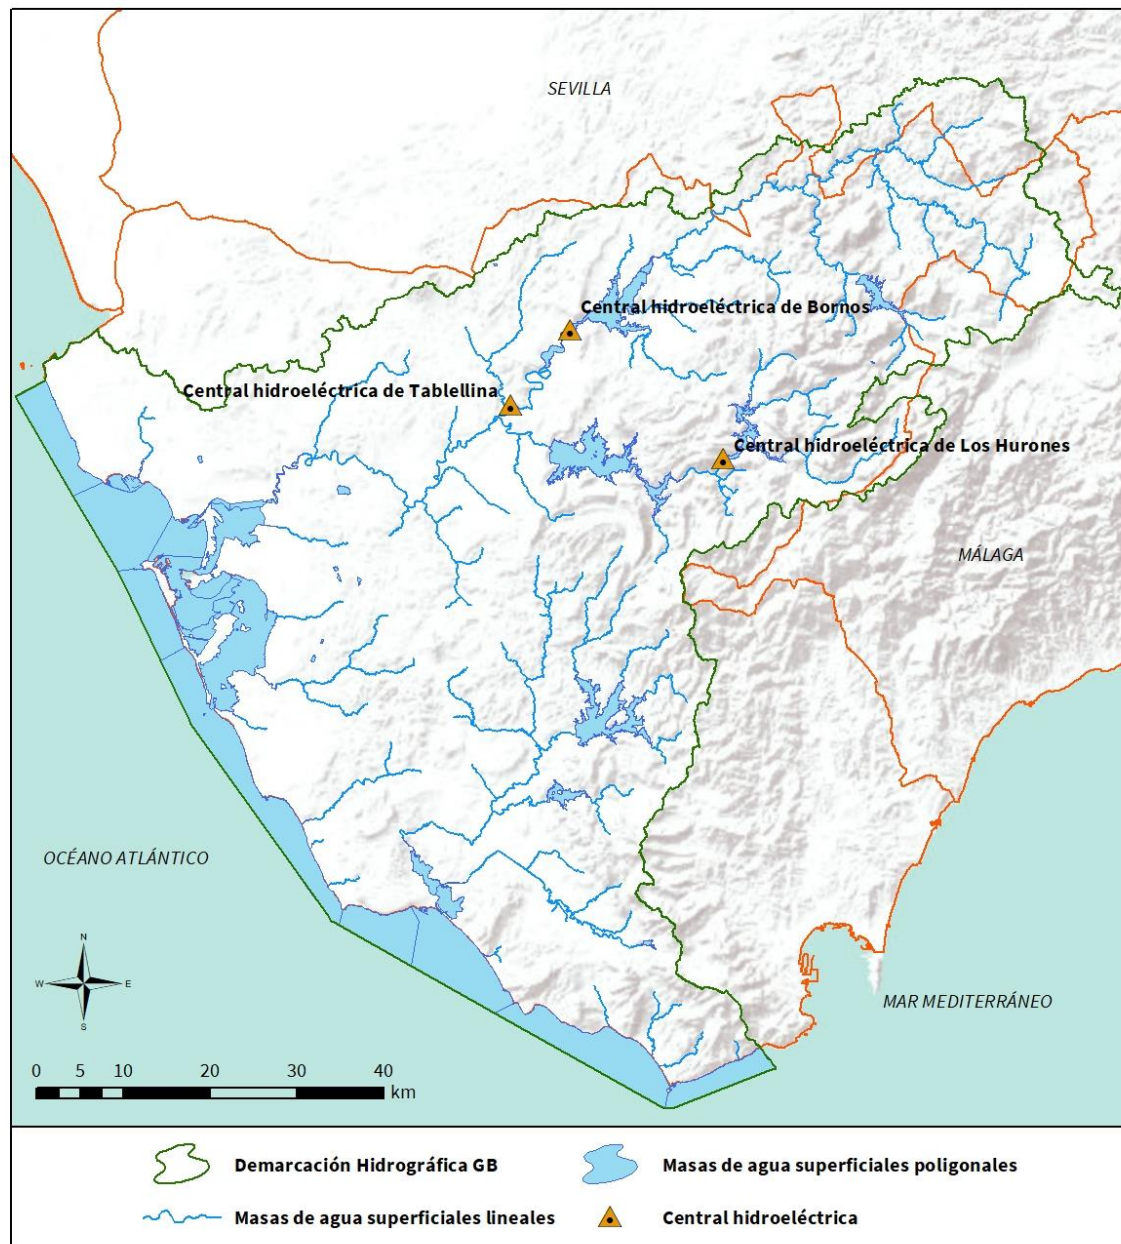 SEVILLA
Central hidroeléctrica de Bornos
Central hidroeléctrica de Tablellina
Central hidroeléctrica de Los Hurones
MÁLAGA
OCÉANO ATLÁNTICO
N
W E
S
MAR MEDITERRÁNEO
0 5 10 20 30 40
km
Demarcación Hidrográfica GB
Masas de agua superficiales poligonales
Masas de agua superficiales lineales
Central hidroeléctrica